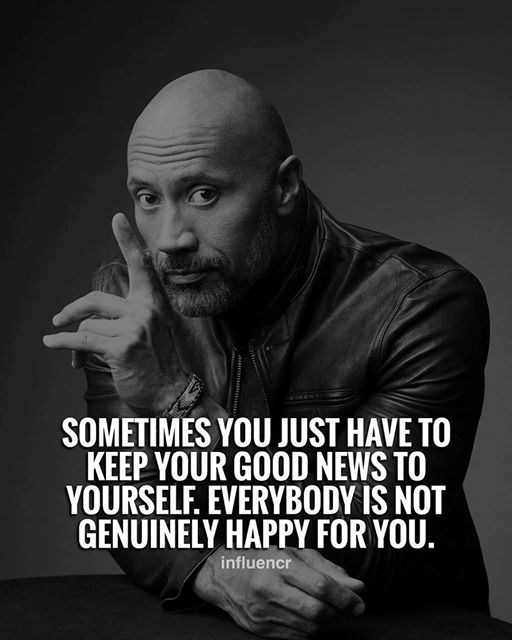 SOMETIMES YOU JUST HAVE TO
KEEP YOUR GOOD NEWS TO
YOURSELF. EVERYBODY IS NOT
GENUINELY HAPPY FOR YOU.
influencr